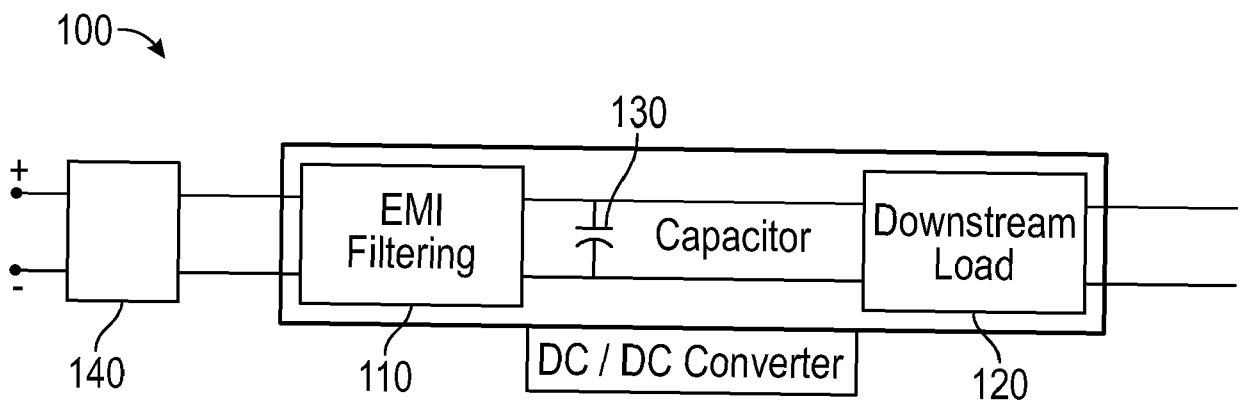 100
130
+
EMI
Filtering
Capacitor
Downstream
Load
-
140
110
DC / DC Converter
120